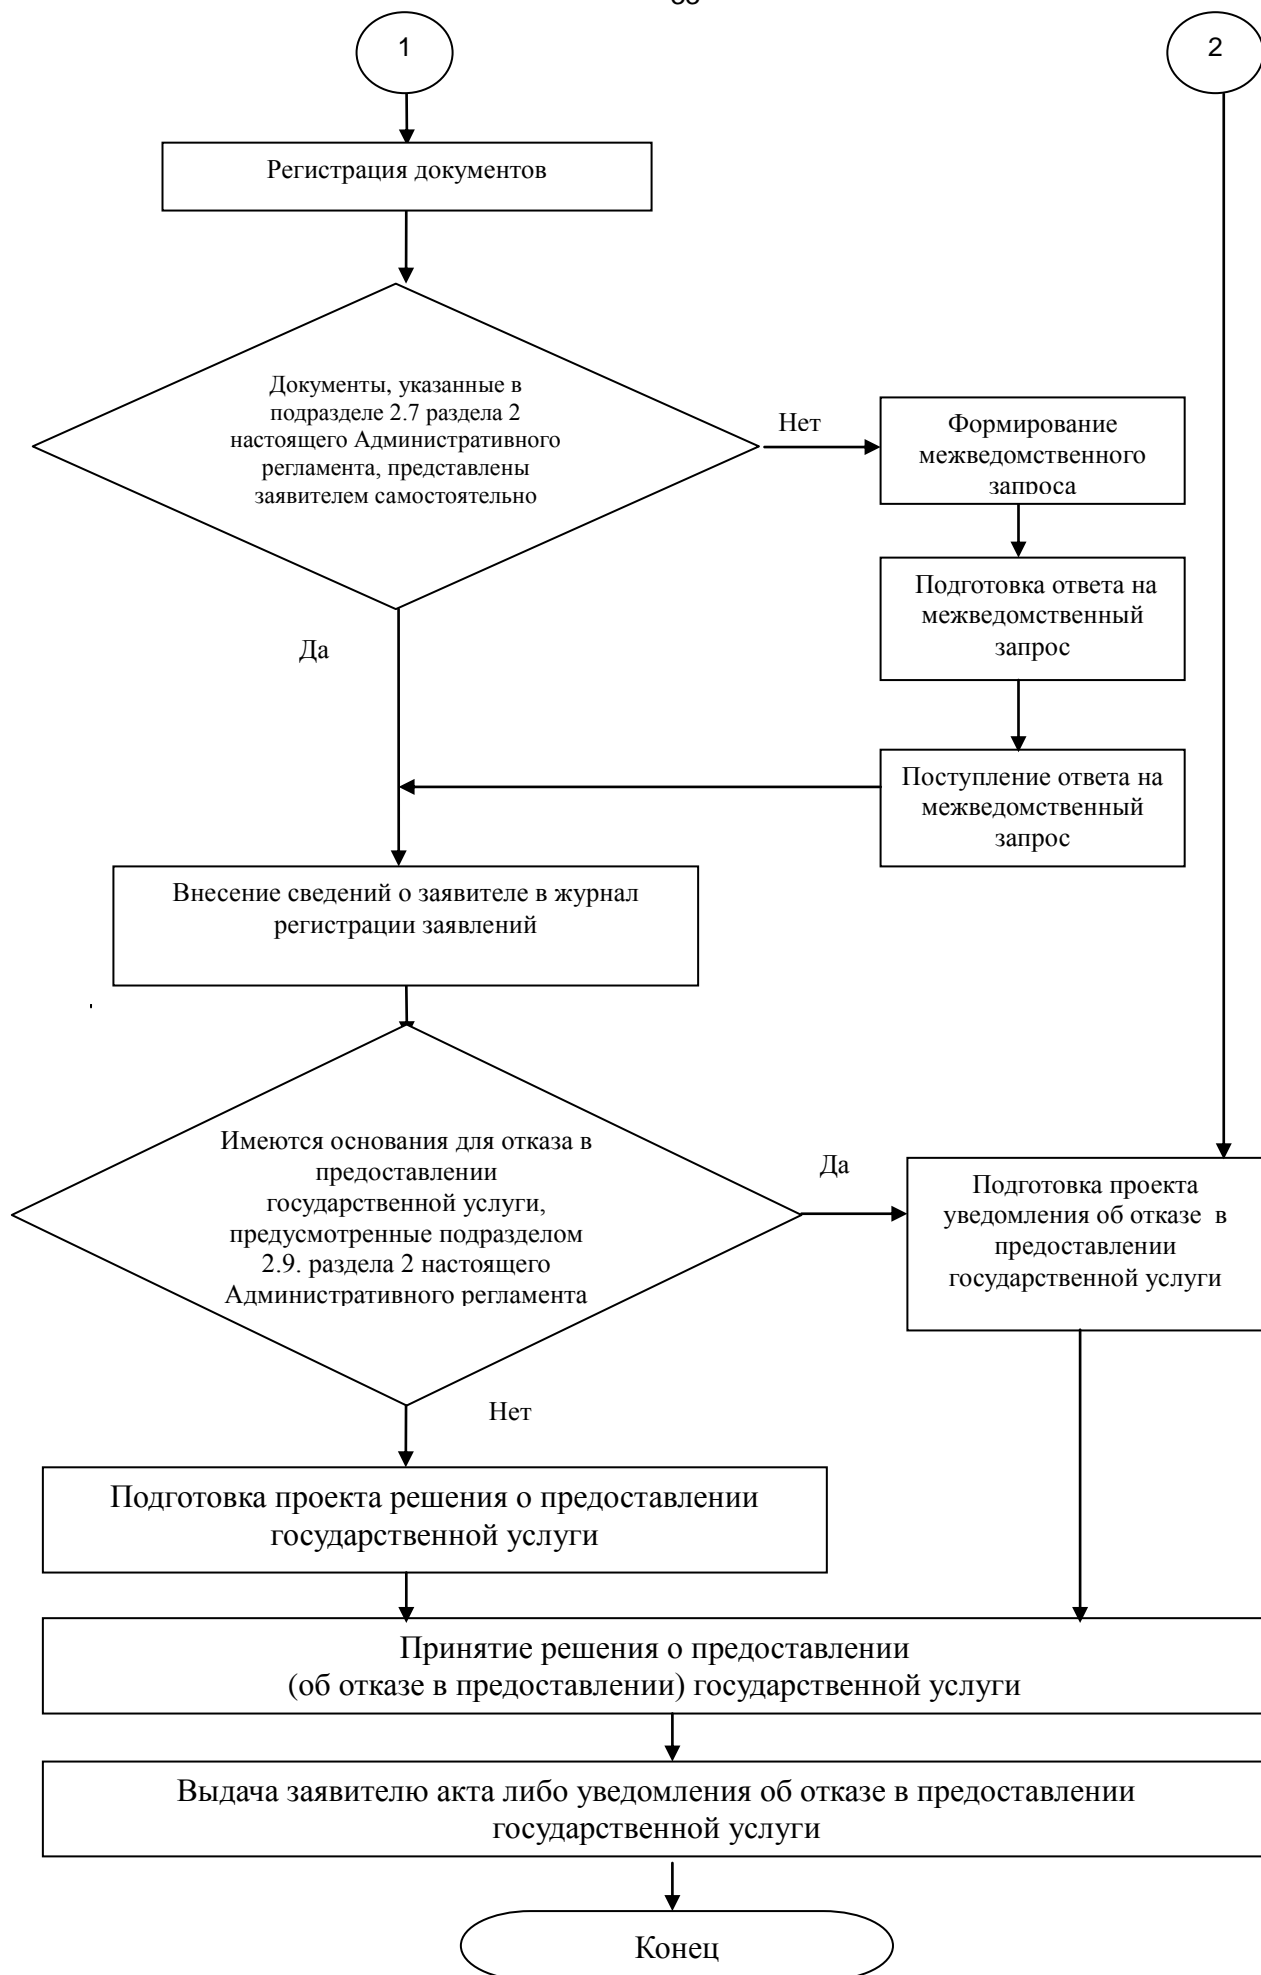 1
2
Регистрация документов
Документы, указанные в
подразделе 2.7 раздела 2
настоящего Административного
регламента, представлены
заявителем самостоятельно
Нет
Формирование
межведомственного
запроса
Подготовка ответа на
межведомственный
запрос
Да
Поступление ответа на
межведомственный
запрос
Внесение сведений о заявителе в журнал
регистрации заявлений
Имеются основания для отказа в
предоставлении
государственной услуги,
предусмотренные подразделом
2.9. раздела 2 настоящего
Административного регламента
Да
Подготовка проекта
уведомления об отказе в
предоставлении
государственной услуги
Нет
Подготовка проекта решения о предоставлении
государственной услуги
Принятие решения о предоставлении
(об отказе в предоставлении) государственной услуги
Выдача заявителю акта либо уведомления об отказе в предоставлении
государственной услуги
Конец